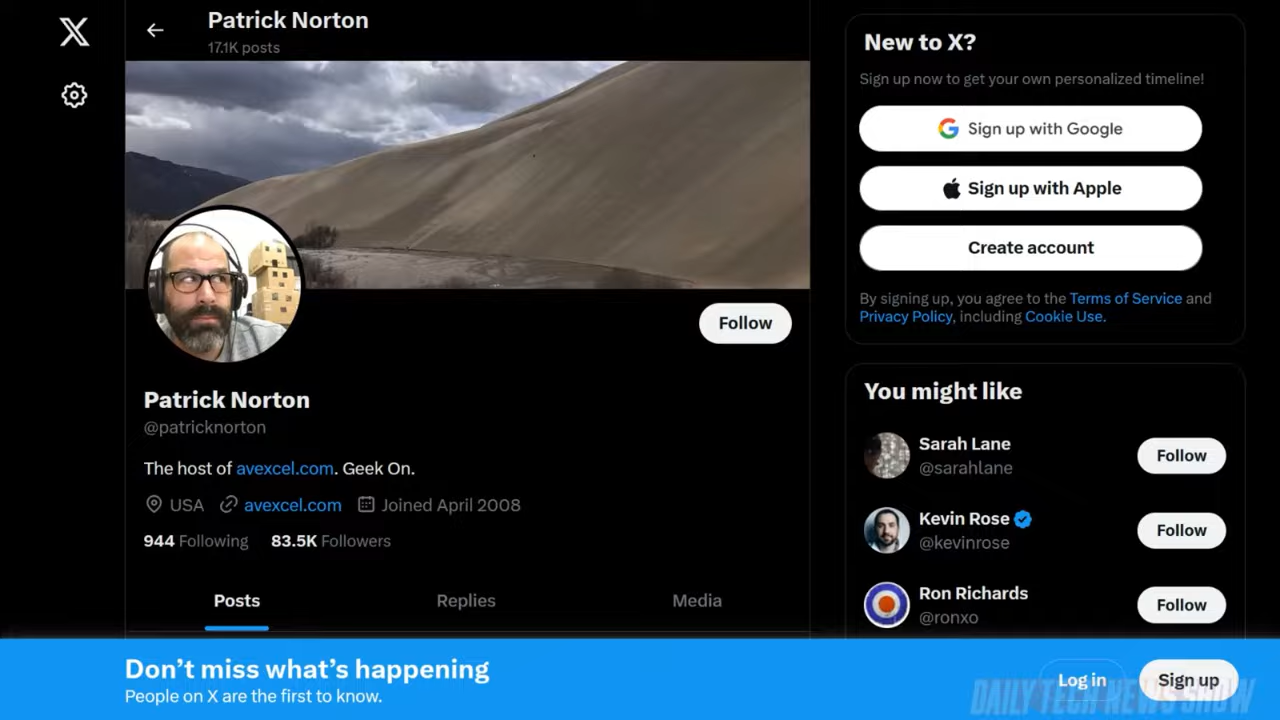 Patrick Norton
17.1K posts
Follow
Patrick Norton
@patricknorton
The host of avexcel.com. Geek On.
USA avexcel.com Joined April 2008
944 Following 83.5K Followers
Posts Replies Media
New to X?
Sign up now to get your own personalized timeline!
Sign up with Google
Sign up with Apple
Create account
By signing up, you agree to the Terms of Service and
Privacy Policy, including Cookie Use.
You might like
Sarah Lane
@sarahlane
Follow
Kevin Rose
@kevinrose
Follow
Ron Richards
@ronxo
Follow
Don’t miss what’s happening
People on X are the first to know.
Log in
Sign up
DAILY TECH NEWS SHOW